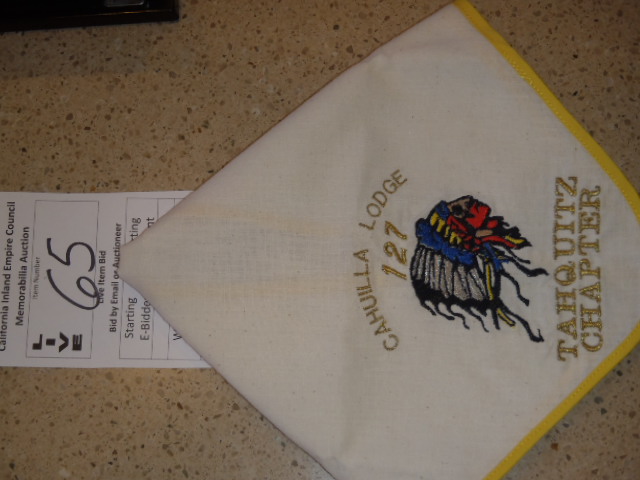 CAHUILLA LODGE
127
TAHQUITZ
CHAPTER
California Inland Empire Council
Memorabilia Auction
Item Number
LIVE
65
Live Item Bid
Bid by Email or Auctioneer
Starting
E-Bidde